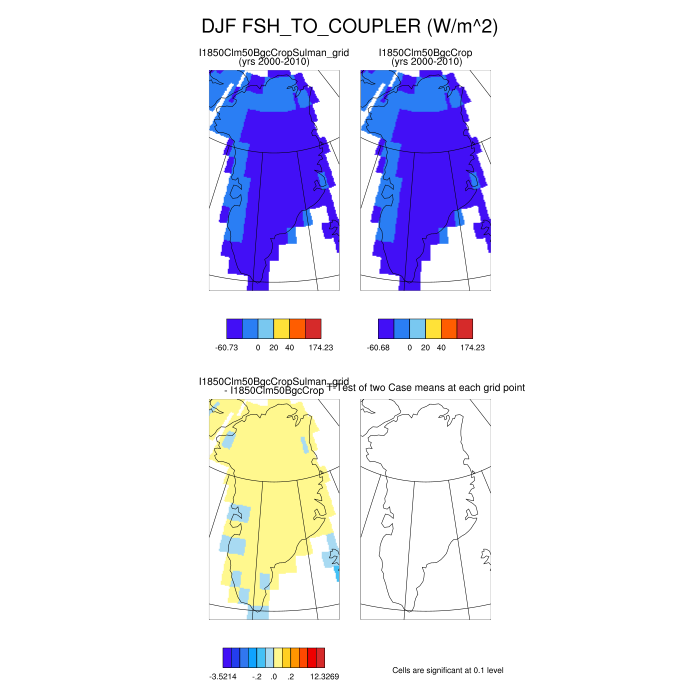 DJF FSH_TO_COUPLER (W/m^2)
I1850Clm50BgcCropSulman_grid
(yrs 2000-2010)
I1850Clm50BgcCrop
(yrs 2000-2010)
-60.73 0 20 40 174.23
-60.68 0 20 40 174.23
I1850Clm50BgcCropSulman_grid
- I1850Clm50BgcCrop
T-Test of two Case means at each grid point
-3.5214 -.2 .0 .2 12.3269
Cells are significant at 0.1 level